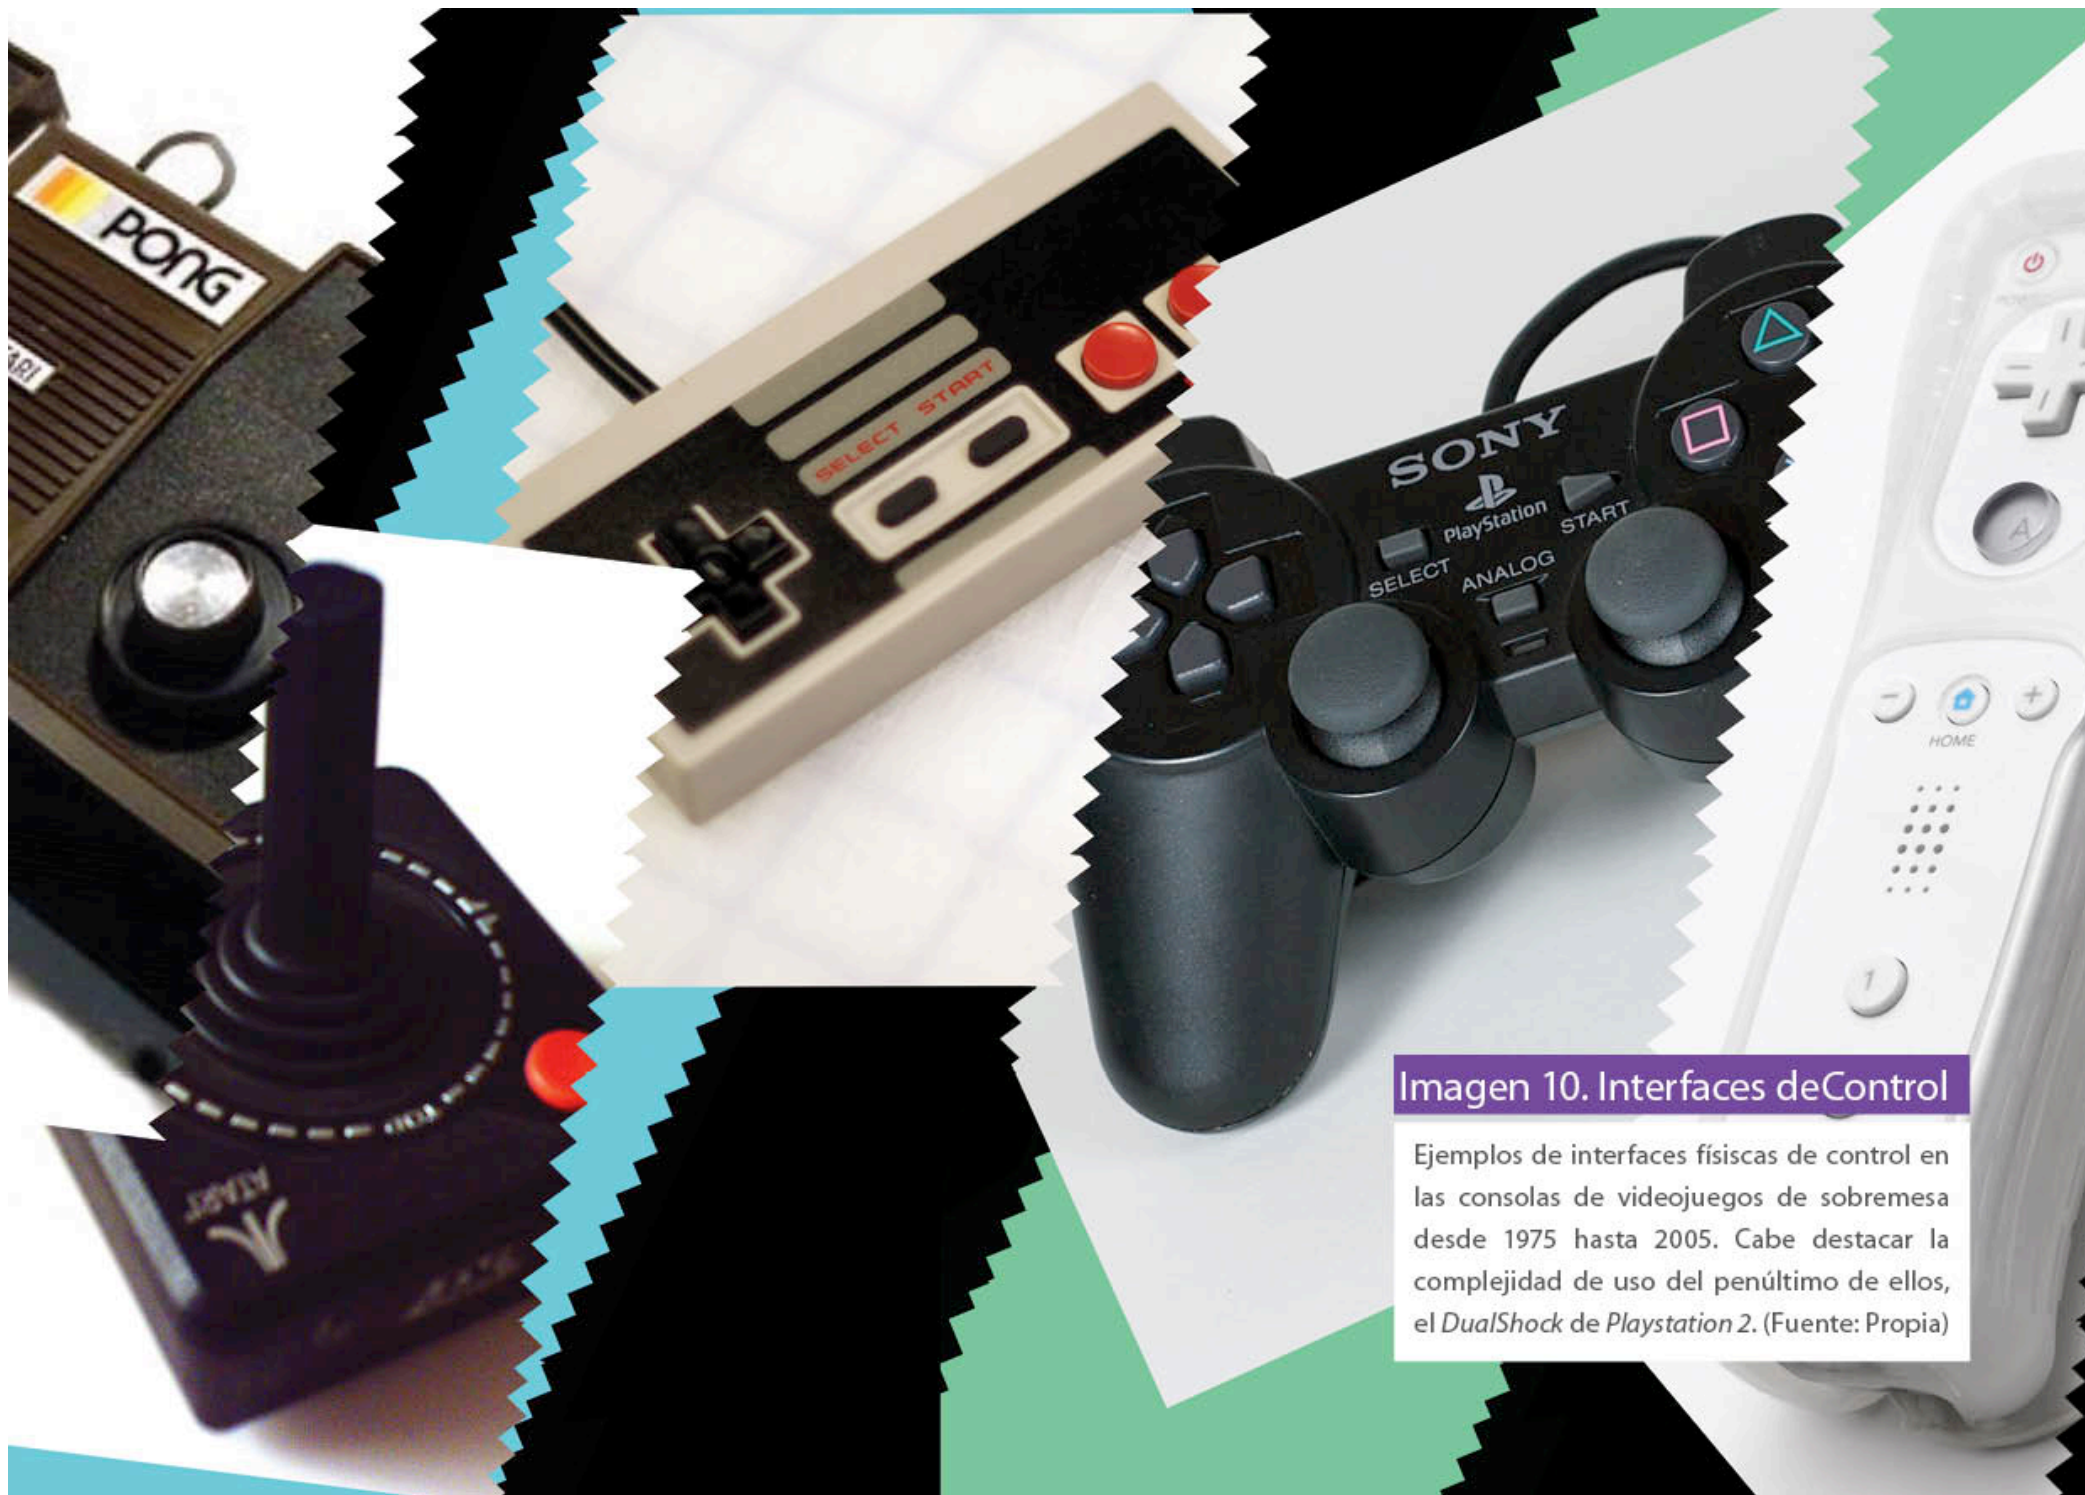 PONG
SELECT START
SONY
PlayStation
SELECT
START
ANALOG
A
HOME
1
ATARI
Imagen 10. Interfaces deControl
Ejemplos de interfaces físiscas de control en
las consolas de videojuegos de sobremesa
desde 1975 hasta 2005. Cabe destacar la
complejidad de uso del penúltimo de ellos,
el DualShock de Playstation 2. (Fuente: Propia)